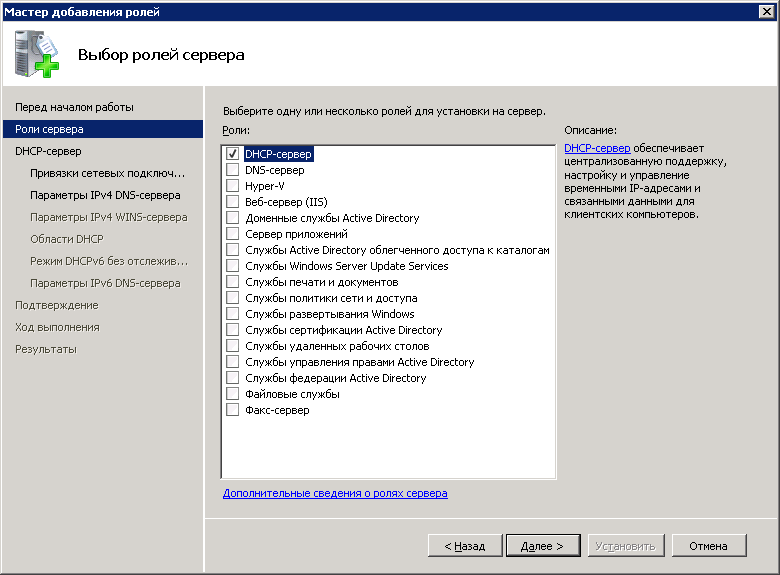 Мастер добавления ролей
Выбор ролей сервера
Перед началом работы
Роли сервера
DHCP-сервер
Привязки сетевых подключ...
Параметры IPv4 DNS-сервера
Параметры IPv4 WINS-сервера
Области DHCP
Режим DHCPv6 без отслежив...
Параметры IPv6 DNS-сервера
Подтверждение
Ход выполнения
Результаты
Выберите одну или несколько ролей для установки на сервер.
Роли:
DHCP-сервер
DNS-сервер
Hyper-V
Веб-сервер (IIS)
Доменные службы Active Directory
Сервер приложений
Службы Active Directory облегченного доступа к каталогам
Службы Windows Server Update Services
Службы печати и документов
Службы политики сети и доступа
Службы развертывания Windows
Службы сертификации Active Directory
Службы удаленных рабочих столов
Службы управления правами Active Directory
Службы федерации Active Directory
Файловые службы
Факс-сервер
Описание:
DHCP-сервер обеспечивает
централизованную поддержку,
настройку и управление
временными IP-адресами и
связанными данными для
клиентских компьютеров.
Дополнительные сведения о ролях сервера
< Назад
Далее >
Установить
Отмена